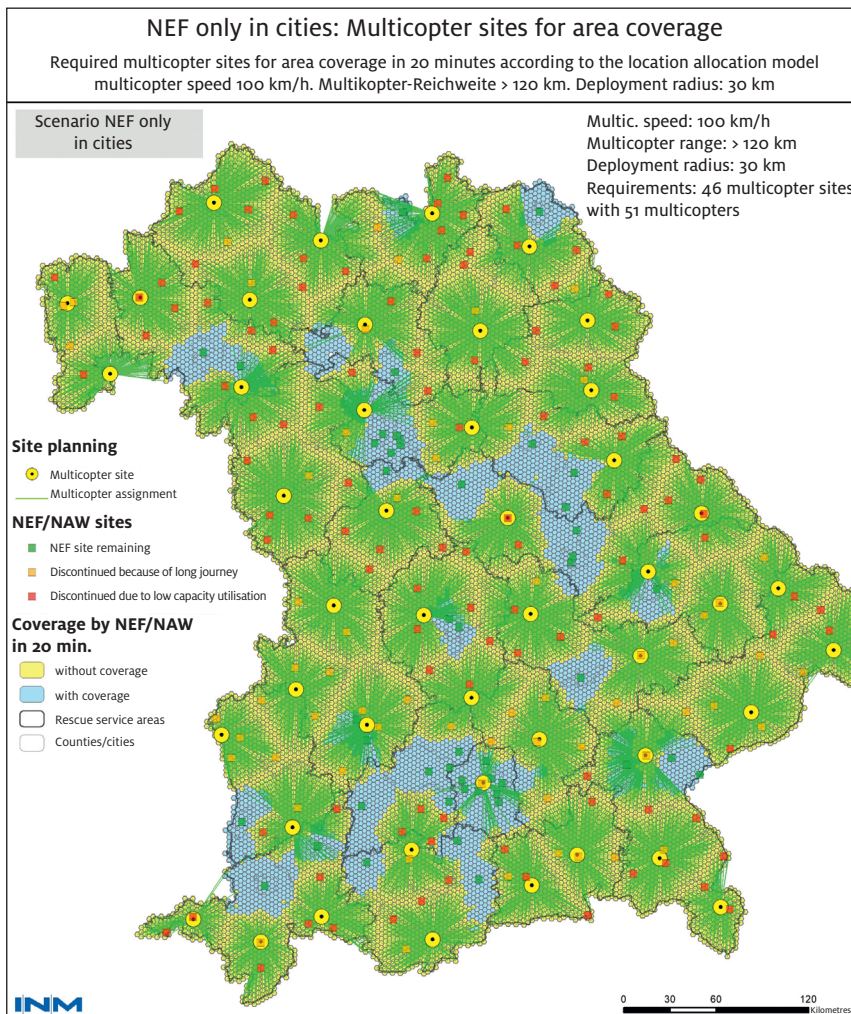 NEF only in cities: Multicopter sites for area coverage
Required multicopter sites for area coverage in 20 minutes according to the location allocation model
multicopter speed 100 km/h. Multikopter-Reichweite > 120 km. Deployment radius: 30 km
Scenario NEF only
in cities
Multic. speed: 100 km/h
Multicopter range: > 120 km
Deployment radius: 30 km
Requirements: 46 multicopter sites
with 51 multicopters
Site planning
Multicopter site
Multicopter assignment
NEF/NAW sites
NEF site remaining
Discontinued because of long journey
Discontinued due to low capacity utilisation
Coverage by NEF/NAW
in 20 min.
without coverage
with coverage
Rescue service areas
Counties/cities
INM
0 30 60 120
Kilometres